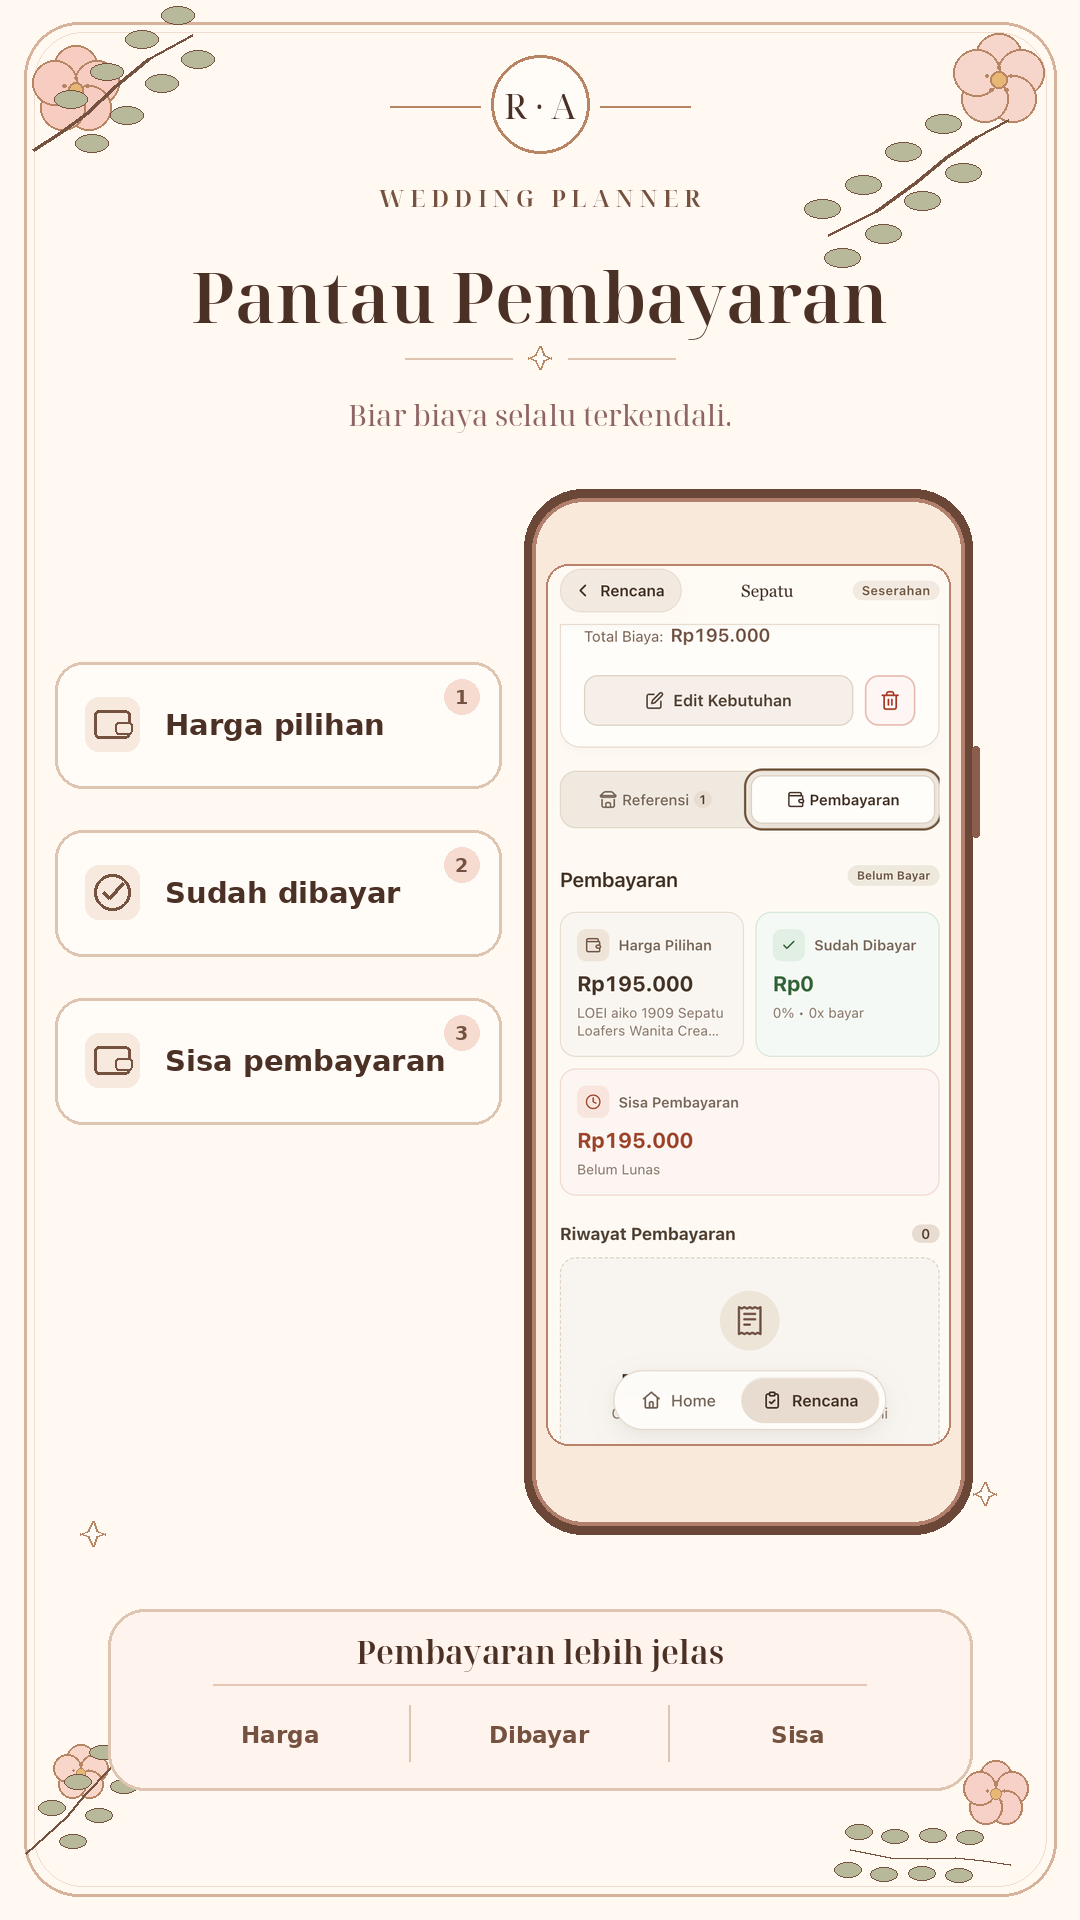 R · A
WEDDING PLANNER
Pantau Pembayaran
Biar biaya selalu terkendali.
1
Harga pilihan
2
Sudah dibayar
3
Sisa pembayaran
Rencana
Sepatu
Seserahan
Total Biaya: Rp195.000
Edit Kebutuhan
Referensi 1
Pembayaran
Pembayaran
Belum Bayar
Harga Pilihan
Rp195.000
LOEI aiko 1909 Sepatu
Loafers Wanita Crea...
Sudah Dibayar
Rp0
0% • 0x bayar
Sisa Pembayaran
Rp195.000
Belum Lunas
Riwayat Pembayaran
0
Home
Rencana
Pembayaran lebih jelas
Harga
Dibayar
Sisa